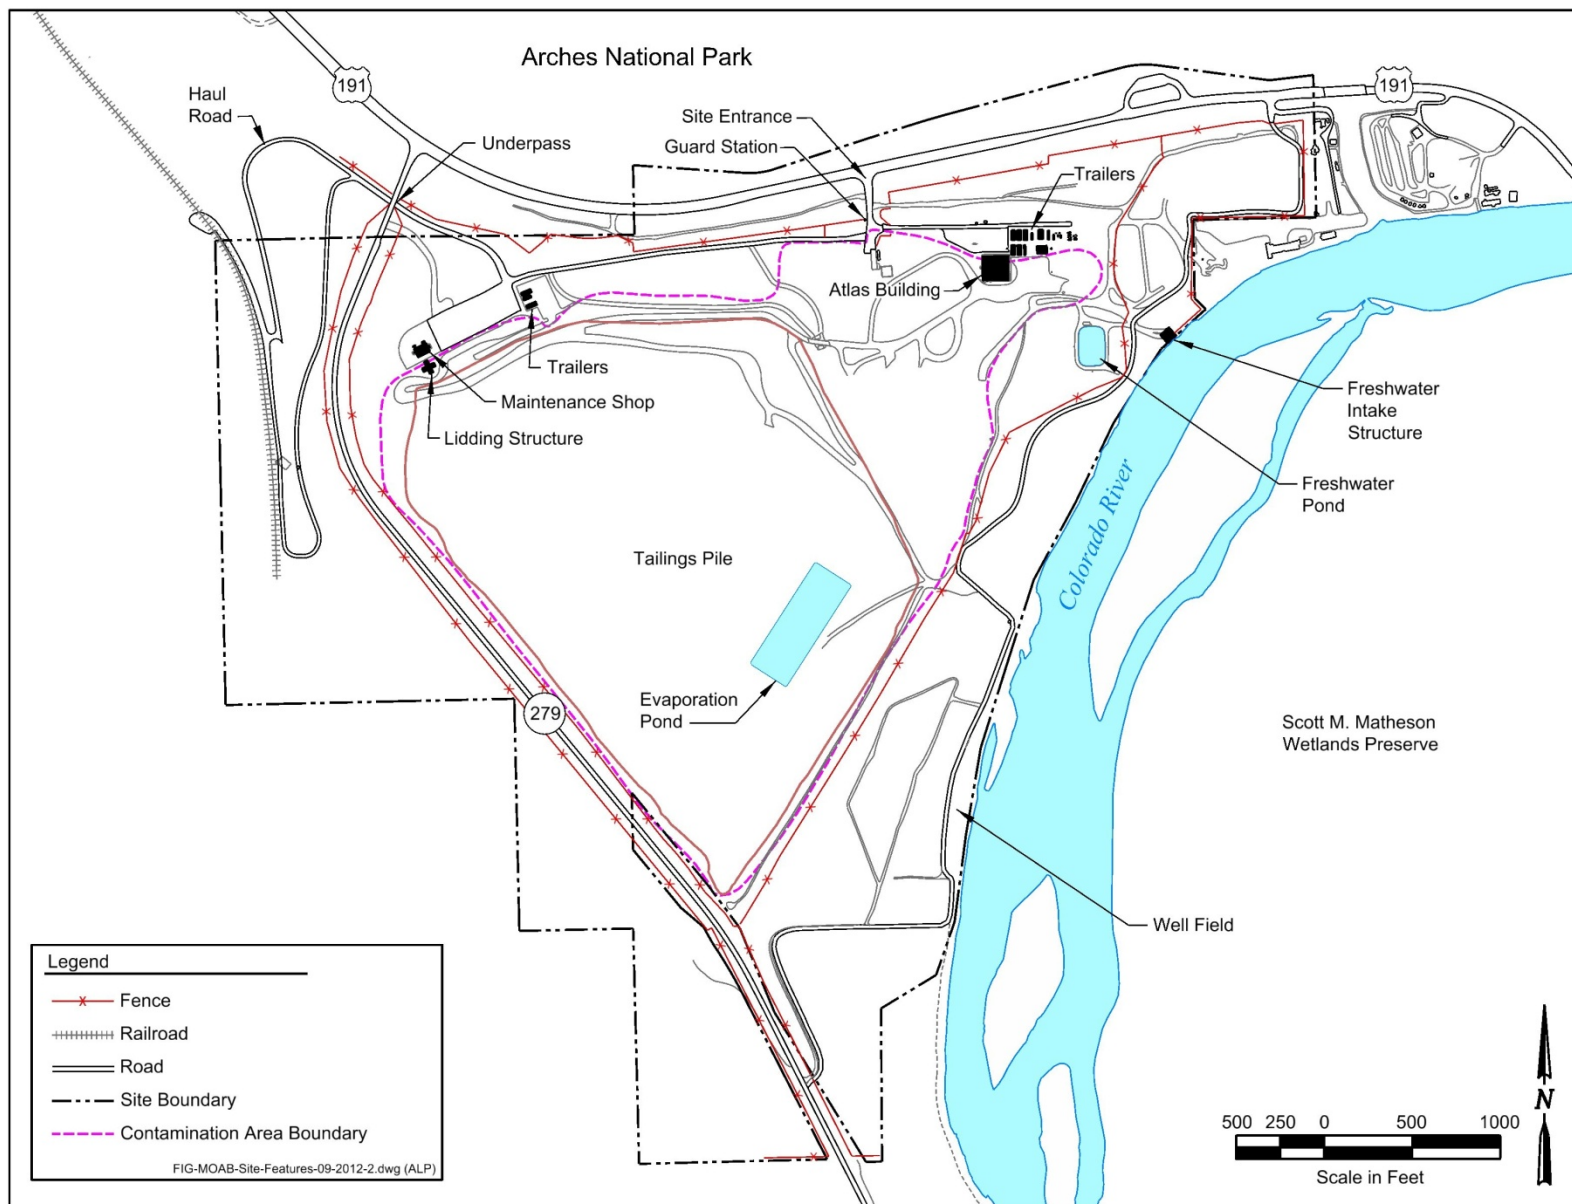 Arches National Park
191
191
Haul
Road
Underpass
Site Entrance
Guard Station
Trailers
Atlas Building
Trailers
Maintenance Shop
Lidding Structure
Freshwater
Intake
Structure
Freshwater
Pond
Colorado River
Tailings Pile
Evaporation
Pond
279
Scott M. Matheson
Wetlands Preserve
Well Field
Legend
Fence
Railroad
Road
Site Boundary
Contamination Area Boundary
FIG-MOAB-Site-Features-09-2012-2.dwg (ALP)
N
500 250 0 500 1000
Scale in Feet